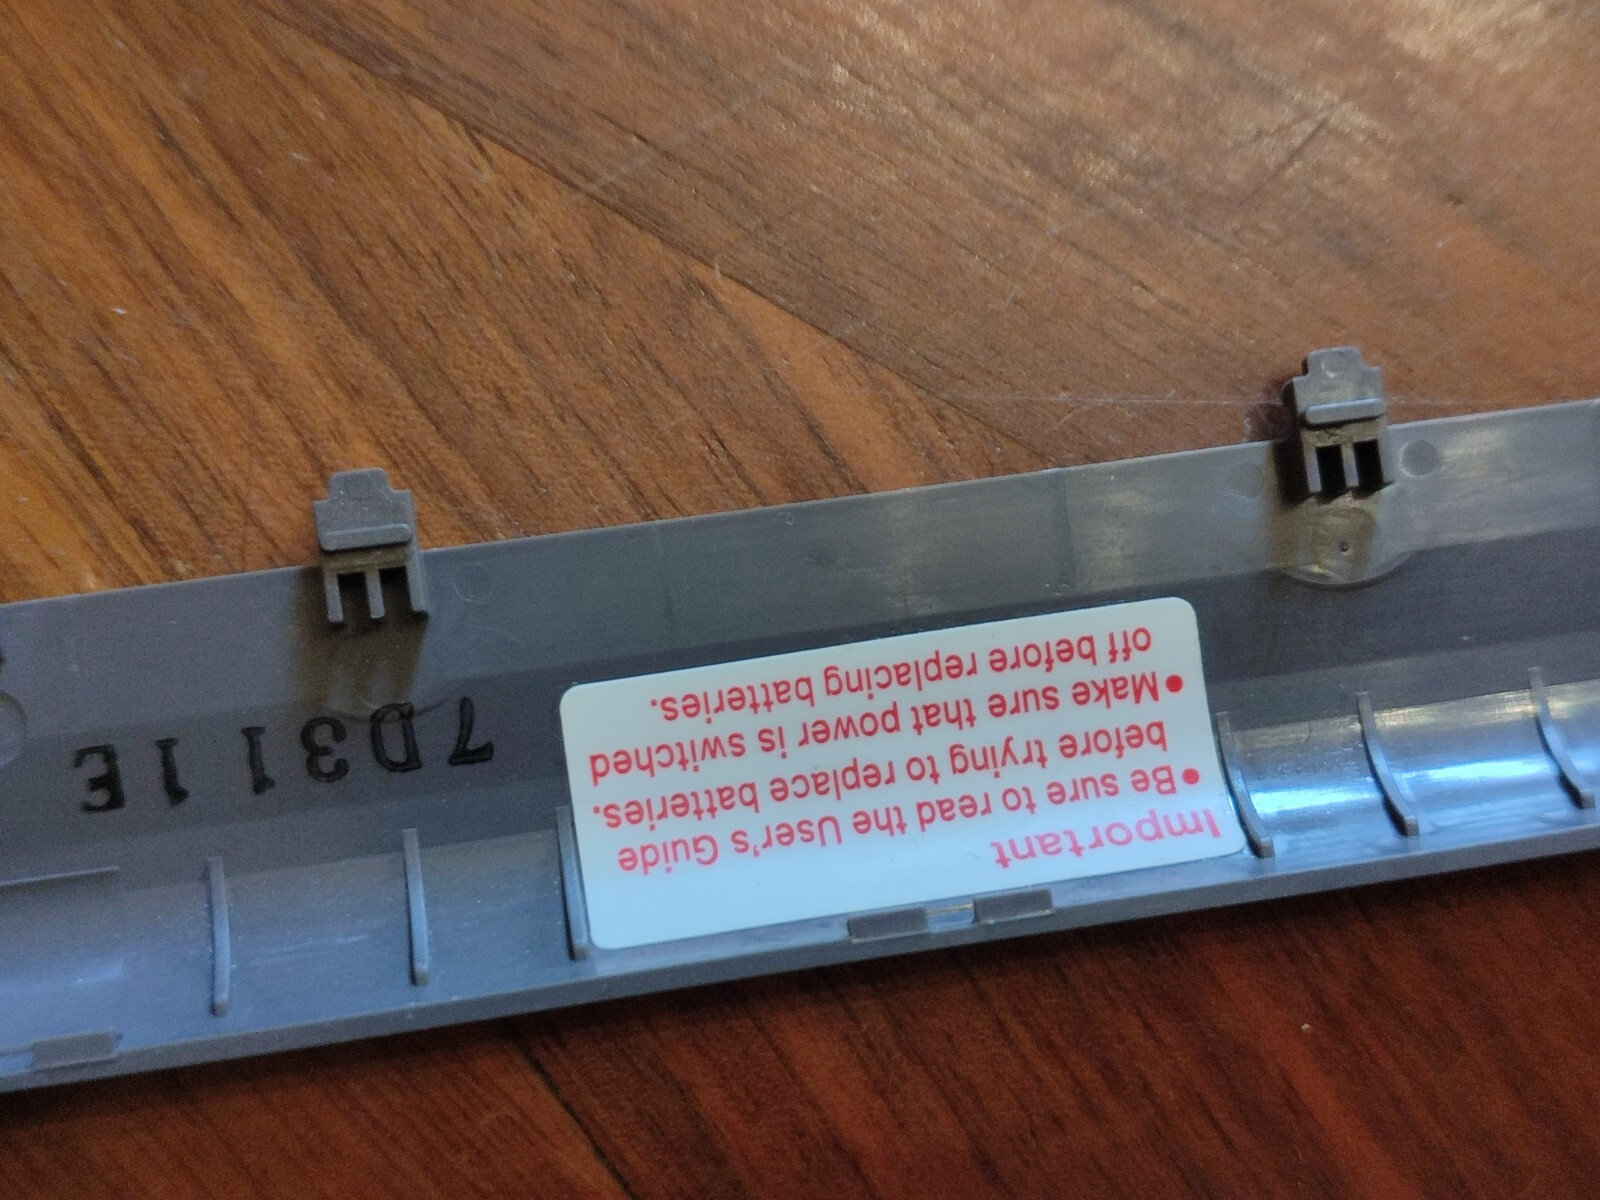 Important
•Be sure to read the User's Guide
before trying to replace batteries.
•Make sure that power is switched
off before replacing batteries.
7D311E